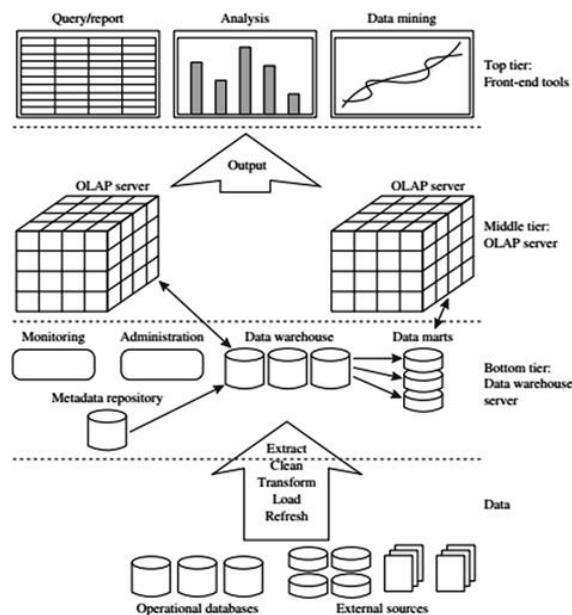 Query/report
Analysis
Data mining
Top tier:
Front-end tools
Output
OLAP server
OLAP server
Middle tier:
OLAP server
Monitoring
Administration
Data warehouse
Data marts
Bottom tier:
Data warehouse
server
Metadata repository
Extract
Clean
Transform
Load
Refresh
Data
Operational databases
External sources